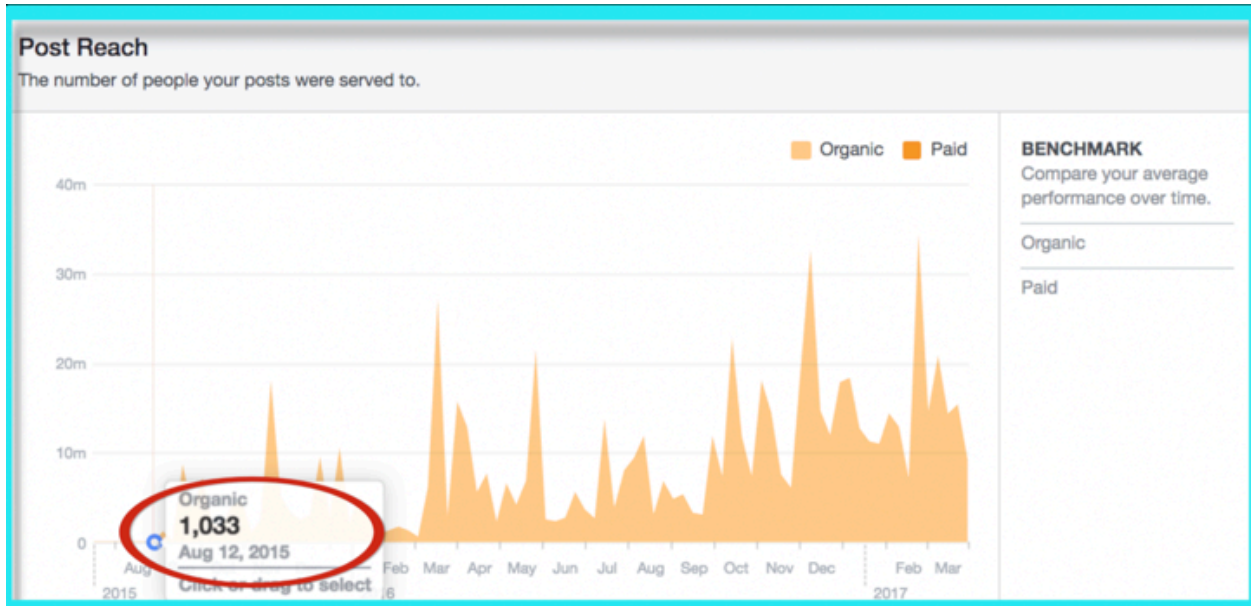 Post Reach
The number of people your posts were served to.
Organic Paid
BENCHMARK
Compare your average
performance over time.
Organic
Paid
40m
30m
20m
10m
0
Organic
1,033
Aug 12, 2015
Click or drag to select
Aug Feb Mar Apr May Jun Jul Aug Sep Oct Nov Dec Feb Mar
2015 6 2017